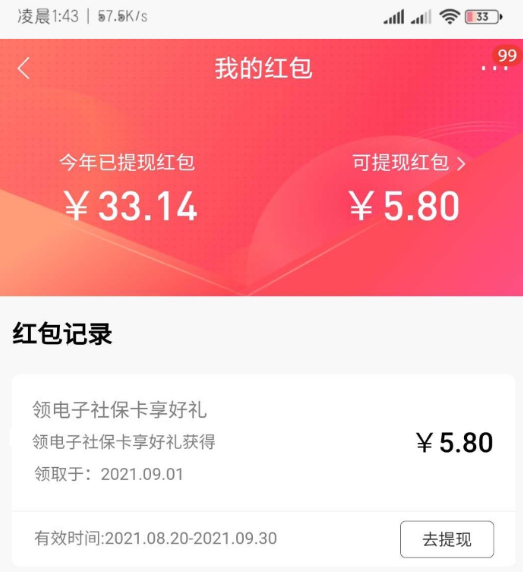 凌晨1:43 | 57.5K/s
33
99
我的红包
今年已提现红包
可提现红包
￥33.14
￥5.80
红包记录
领电子社保卡享好礼
领电子社保卡享好礼获得
￥5.80
领取于：2021.09.01
有效时间:2021.08.20-2021.09.30
去提现